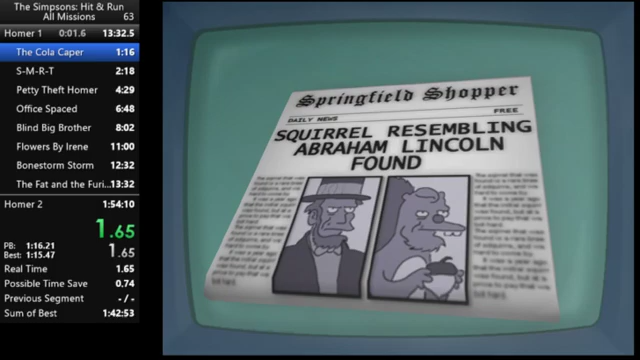 The Simpsons: Hit & Run
All Missions 63
Homer 1 0:01.6 13:32.5
The Cola Caper 1:16
S-M-R-T 2:18
Petty Theft Homer 4:29
Office Spaced 6:48
Blind Big Brother 8:02
Flowers By Irene 11:00
Bonestorm Storm 12:32
The Fat and the Furi... 13:32
Homer 2 1:54:10
1.65
PB: 1:16.21
Best: 1:15.47 1.65
Real Time 1.65
Possible Time Save 0.74
Previous Segment - / -
Sum of Best 1:42:53
Springfield Shopper
DAILY NEWS FREE
SQUIRREL RESEMBLING
ABRAHAM LINCOLN
FOUND